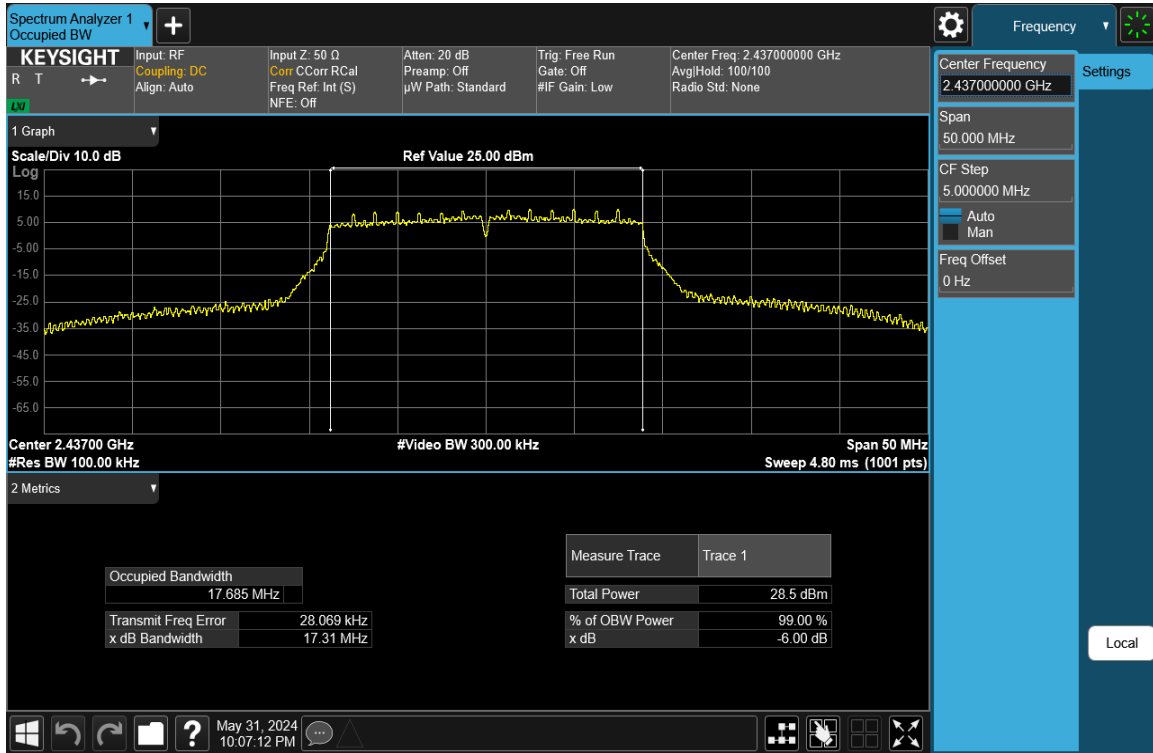 Spectrum Analyzer 1
Occupied BW
Frequency
KEYSIGHT
R T
LXI
Input: RF
Coupling: DC
Align: Auto
Input Z: 50 Ω
Corr CCorr RCal
Freq Ref: Int (S)
NFE: Off
Atten: 20 dB
Preamp: Off
µW Path: Standard
Trig: Free Run
Gate: Off
#IF Gain: Low
Center Freq: 2.437000000 GHz
Avg|Hold: 100/100
Radio Std: None
Center Frequency
2.437000000 GHz
Settings
Span
50.000 MHz
CF Step
5.000000 MHz
Auto
Man
Freq Offset
0 Hz
Local
1 Graph
Scale/Div 10.0 dB
Ref Value 25.00 dBm
Log
15.0
5.00
-5.00
-15.0
-25.0
-35.0
-45.0
-55.0
-65.0
Center 2.43700 GHz
#Video BW 300.00 kHz
Span 50 MHz
#Res BW 100.00 kHz
Sweep 4.80 ms (1001 pts)
2 Metrics
Occupied Bandwidth
17.685 MHz
Transmit Freq Error 28.069 kHz
x dB Bandwidth 17.31 MHz
Measure Trace Trace 1
Total Power 28.5 dBm
% of OBW Power 99.00 %
x dB -6.00 dB
?
May 31, 2024
10:07:12 PM